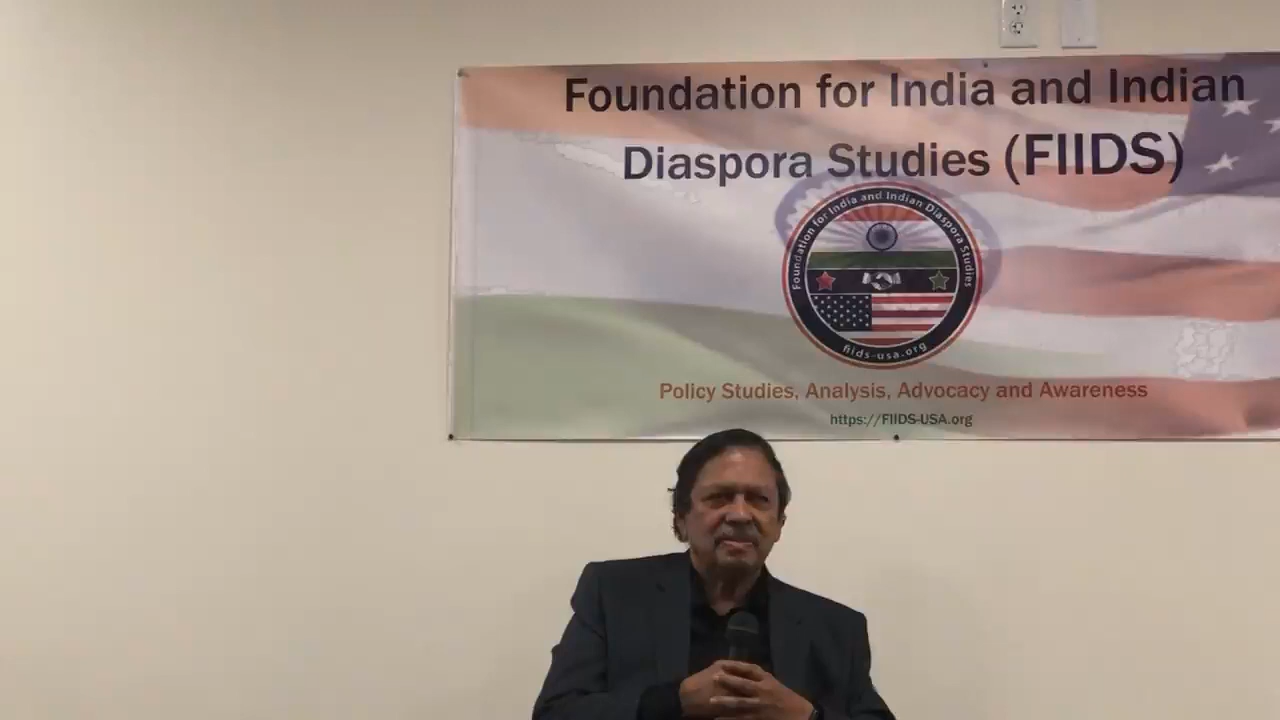 Foundation for India and Indian
Diaspora Studies (FIIDS)
Foundation for India and Indian Diaspora Studies
fiids-usa.org
Policy Studies, Analysis, Advocacy and Awareness
https://FIIDS-USA.org